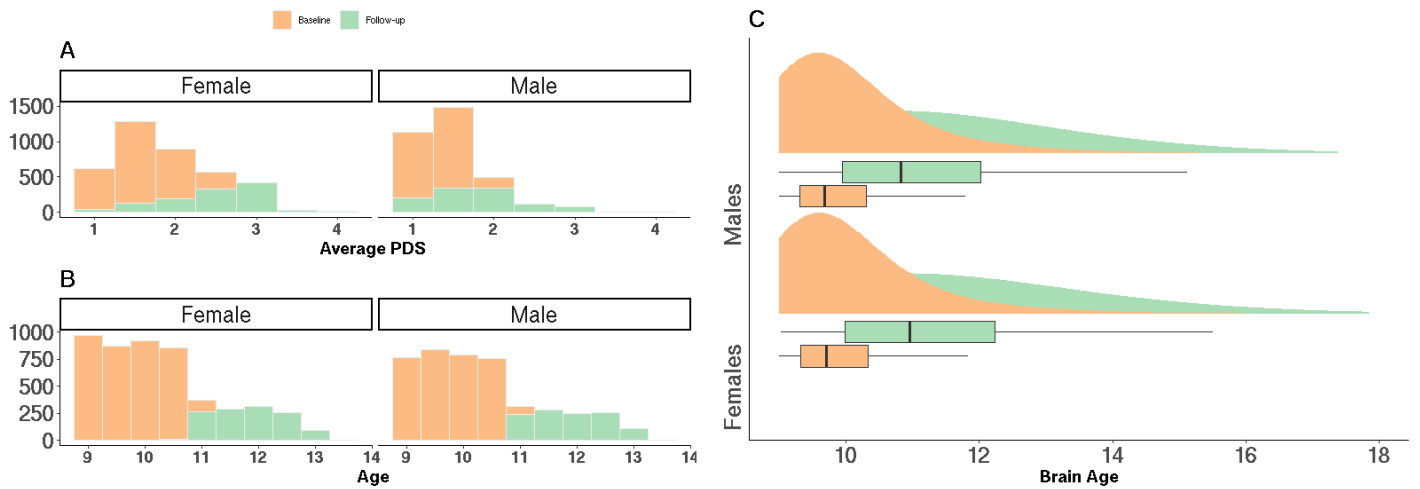 Baseline Follow-up
A
Female Male
1500
1000
500
0
1 2 3 4 1 2 3 4
Average PDS
B
Female Male
1000
750
500
250
0
9 10 11 12 13 14 9 10 11 12 13 14
Age
C
Males
Females
10 12 14 16 18
Brain Age